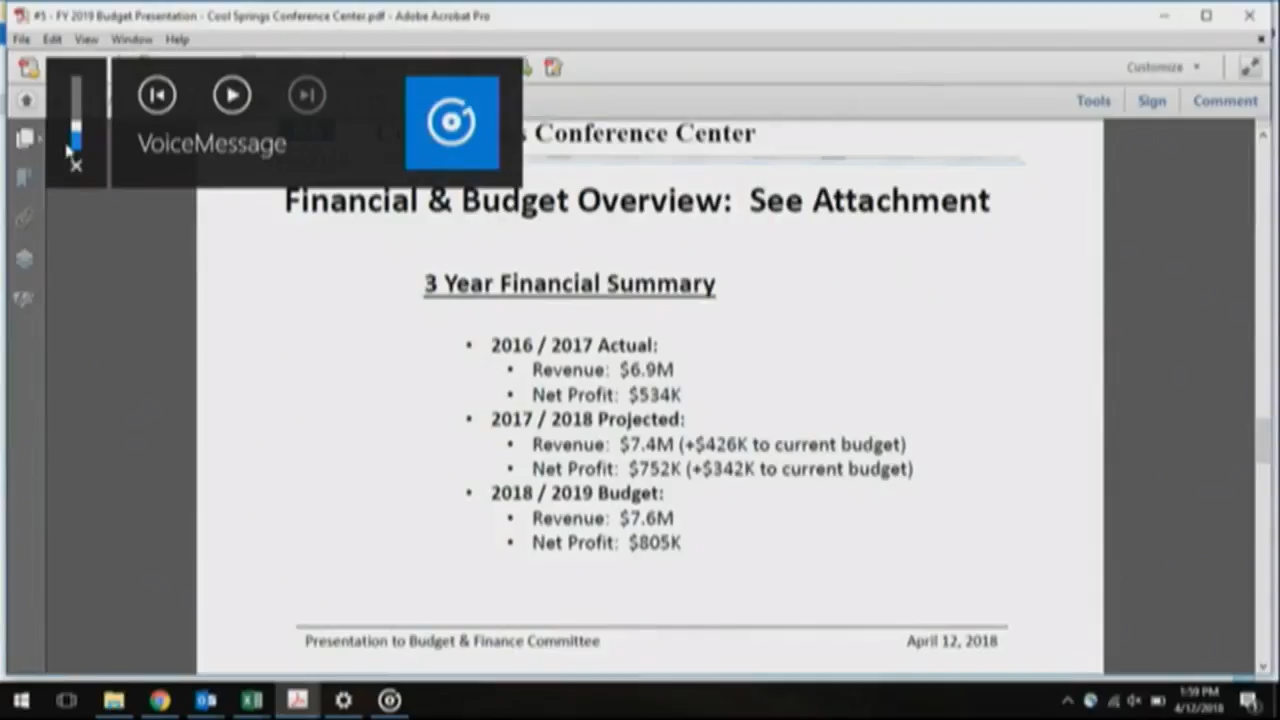 #5 - FY 2019 Budget Presentation - Cool Springs Conference Center.pdf - Adobe Acrobat Pro
File Edit View Window Help
Customize
Tools Sign Comment
VoiceMessage
Conference Center
Financial & Budget Overview: See Attachment
3 Year Financial Summary
• 2016 / 2017 Actual:
• Revenue: $6.9M
• Net Profit: $534K
• 2017 / 2018 Projected:
• Revenue: $7.4M (+$426K to current budget)
• Net Profit: $752K (+$342K to current budget)
• 2018 / 2019 Budget:
• Revenue: $7.6M
• Net Profit: $805K
Presentation to Budget & Finance Committee April 12, 2018
1:59 PM
4/12/2018